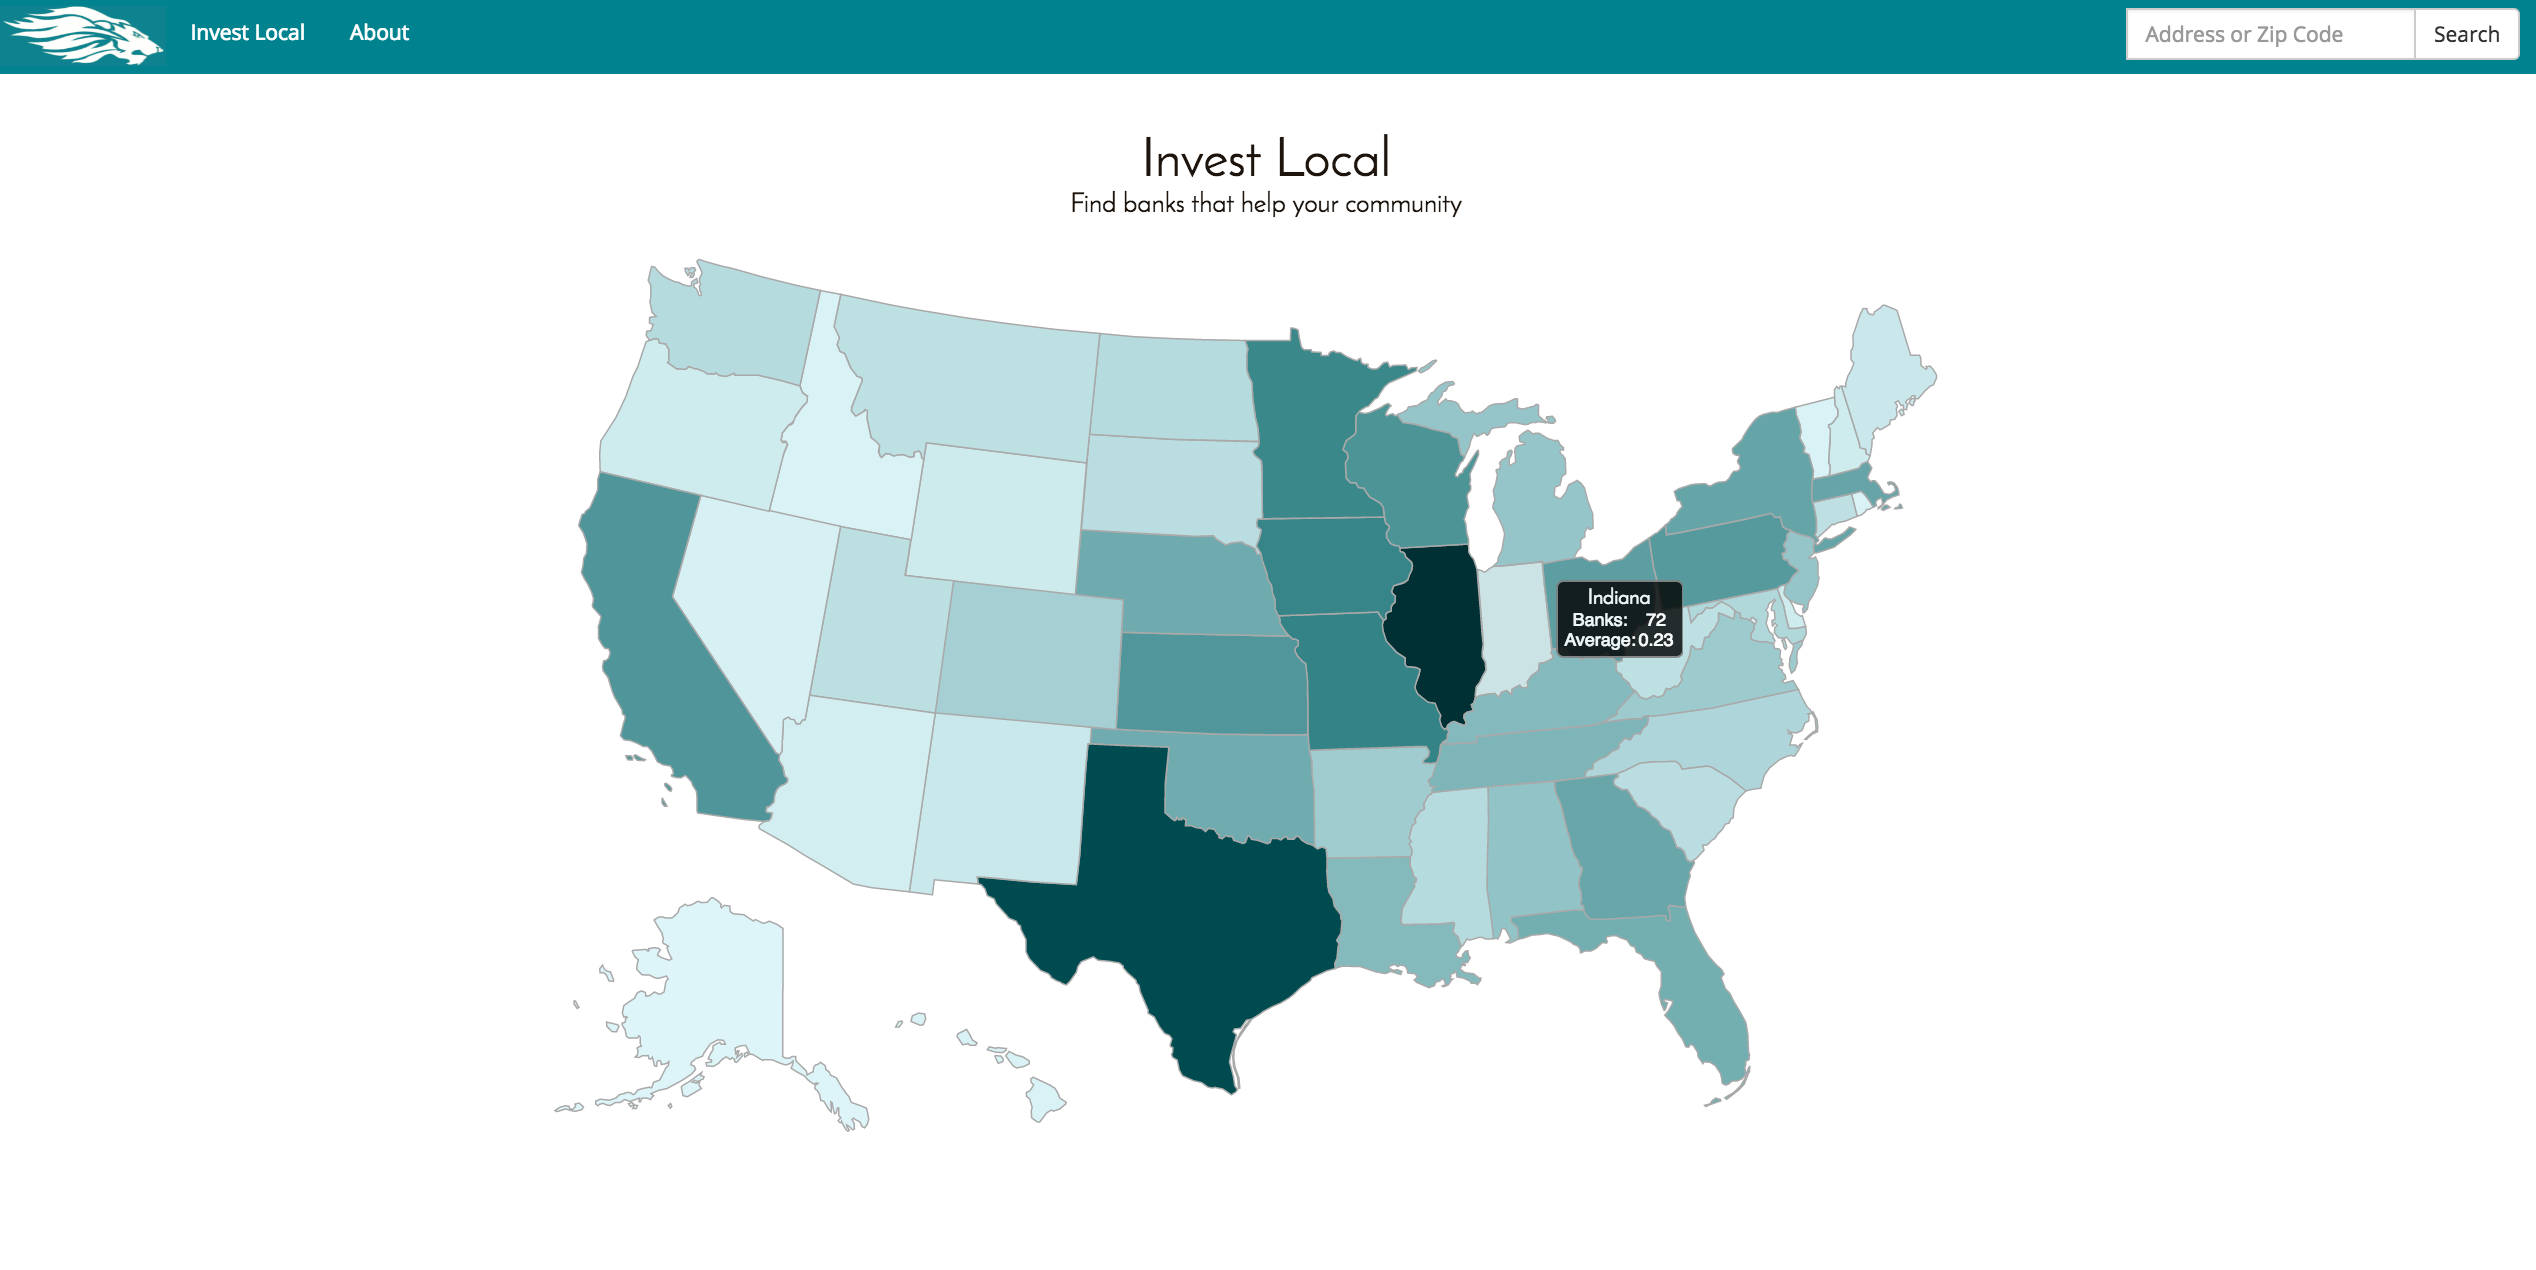 Invest Local
About
Address or Zip Code
Search
Invest Local
Find banks that help your community
Indiana
Banks: 72
Average: 0.23